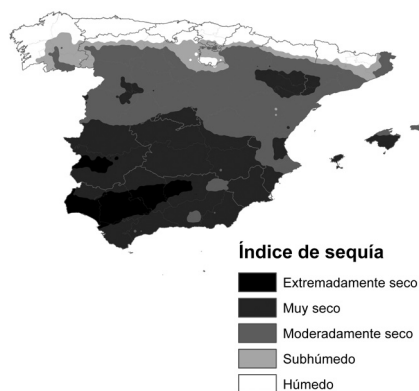 Índice de sequía
Extremadamente seco
Muy seco
Moderadamente seco
Subhúmedo
Húmedo